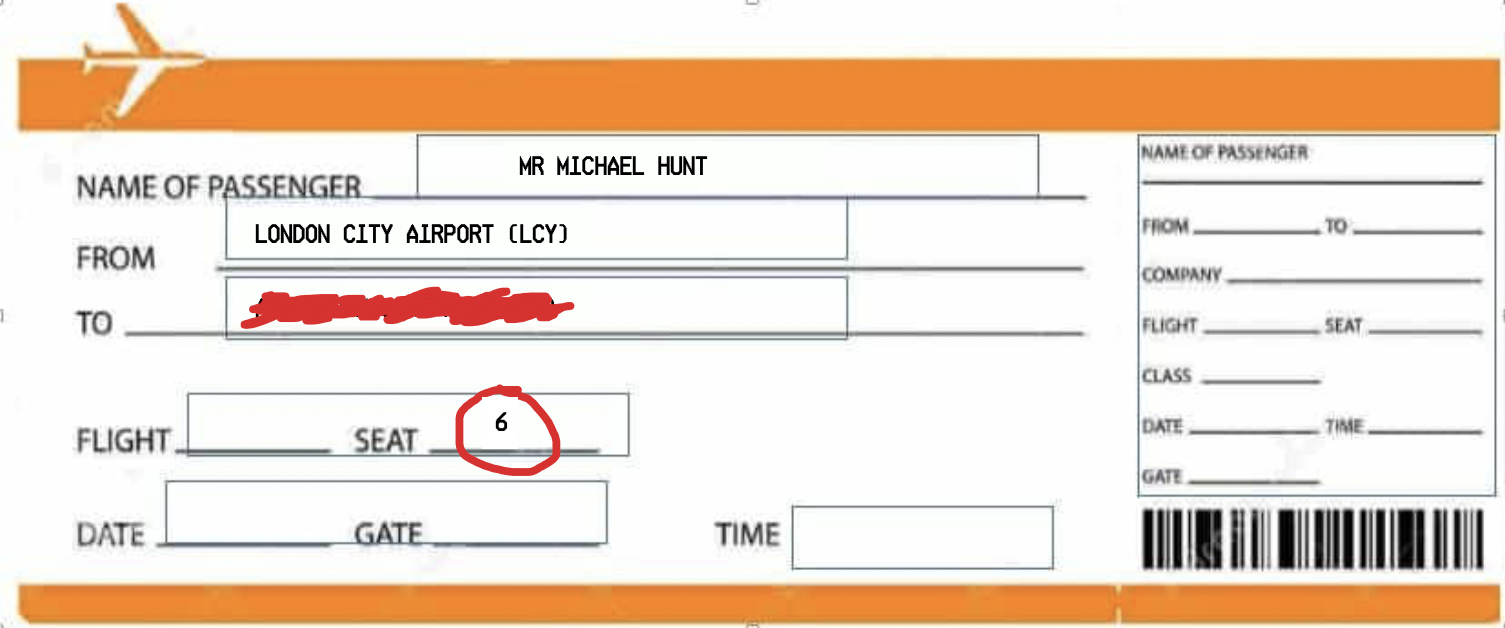 NAME OF PASSENGER MR MICHAEL HUNT
FROM LONDON CITY AIRPORT (LCY)
TO
FLIGHT SEAT 6
DATE GATE TIME
NAME OF PASSENGER
FROM TO
COMPANY
FLIGHT SEAT
CLASS
DATE TIME
GATE